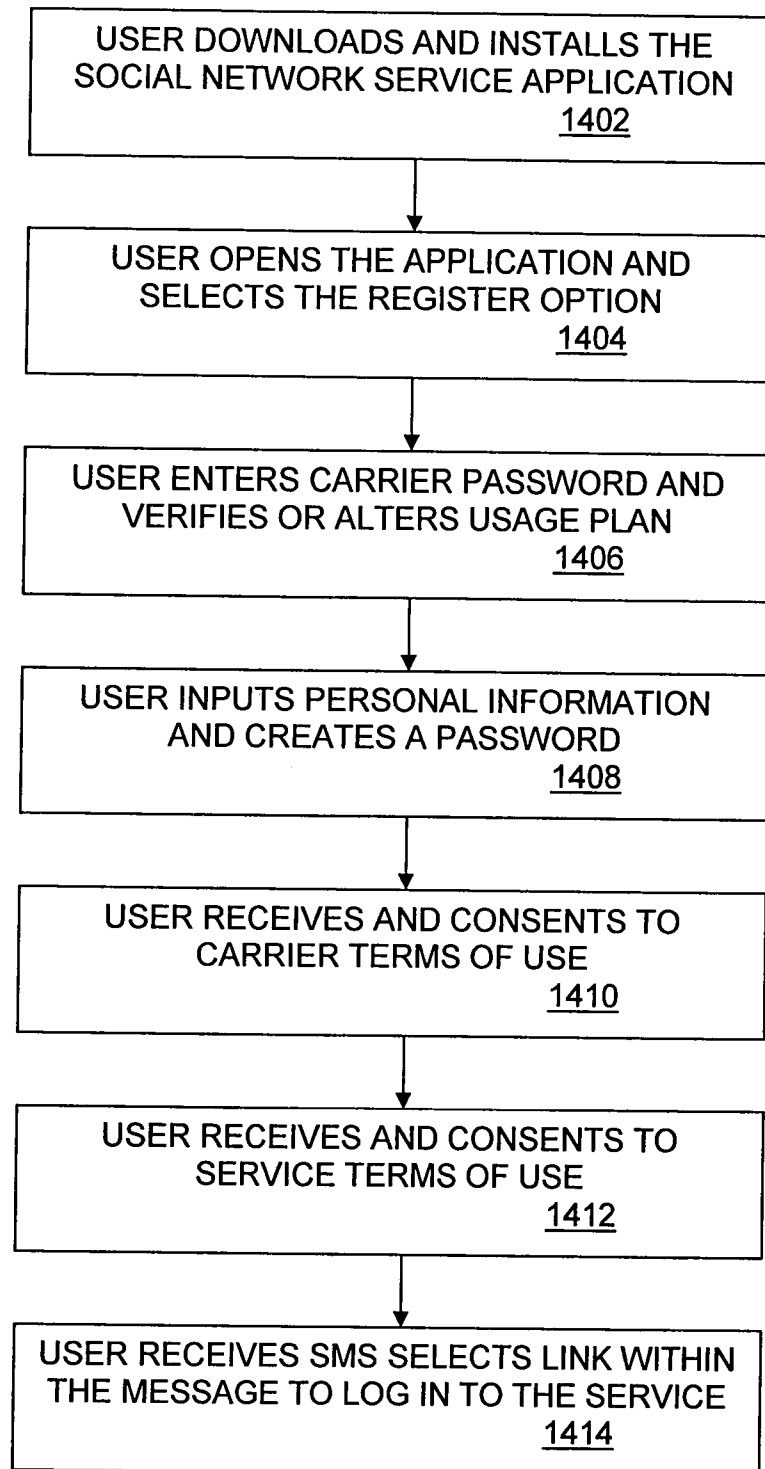 USER DOWNLOADS AND INSTALLS THE
SOCIAL NETWORK SERVICE APPLICATION
1402
USER OPENS THE APPLICATION AND
SELECTS THE REGISTER OPTION
1404
USER ENTERS CARRIER PASSWORD AND
VERIFIES OR ALTERS USAGE PLAN
1406
USER INPUTS PERSONAL INFORMATION
AND CREATES A PASSWORD
1408
USER RECEIVES AND CONSENTS TO
CARRIER TERMS OF USE
1410
USER RECEIVES AND CONSENTS TO
SERVICE TERMS OF USE
1412
USER RECEIVES SMS SELECTS LINK WITHIN
THE MESSAGE TO LOG IN TO THE SERVICE
1414